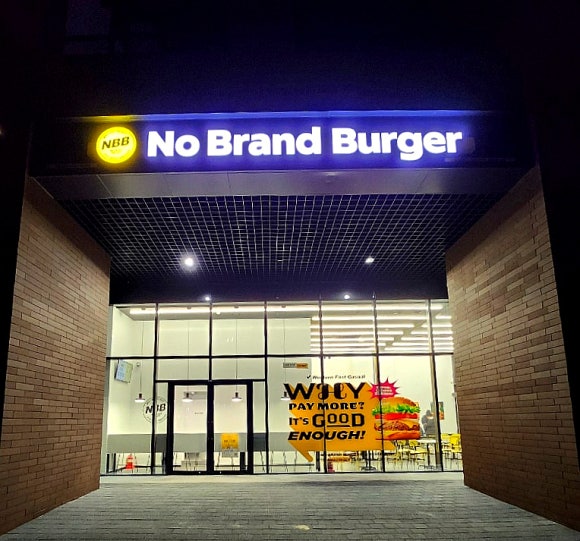 NBB
No Brand Burger
NBB
WHY
PAY MORE?
IT'S GOOD
ENOUGH!